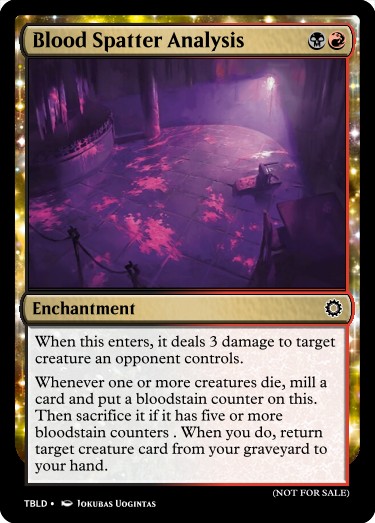 Blood Spatter Analysis
Enchantment
When this enters, it deals 3 damage to target
creature an opponent controls.
Whenever one or more creatures die, mill a
card and put a bloodstain counter on this.
Then sacrifice it if it has five or more
bloodstain counters . When you do, return
target creature card from your graveyard to
your hand.
(NOT FOR SALE)
TBLD • Jokubas Uogintas